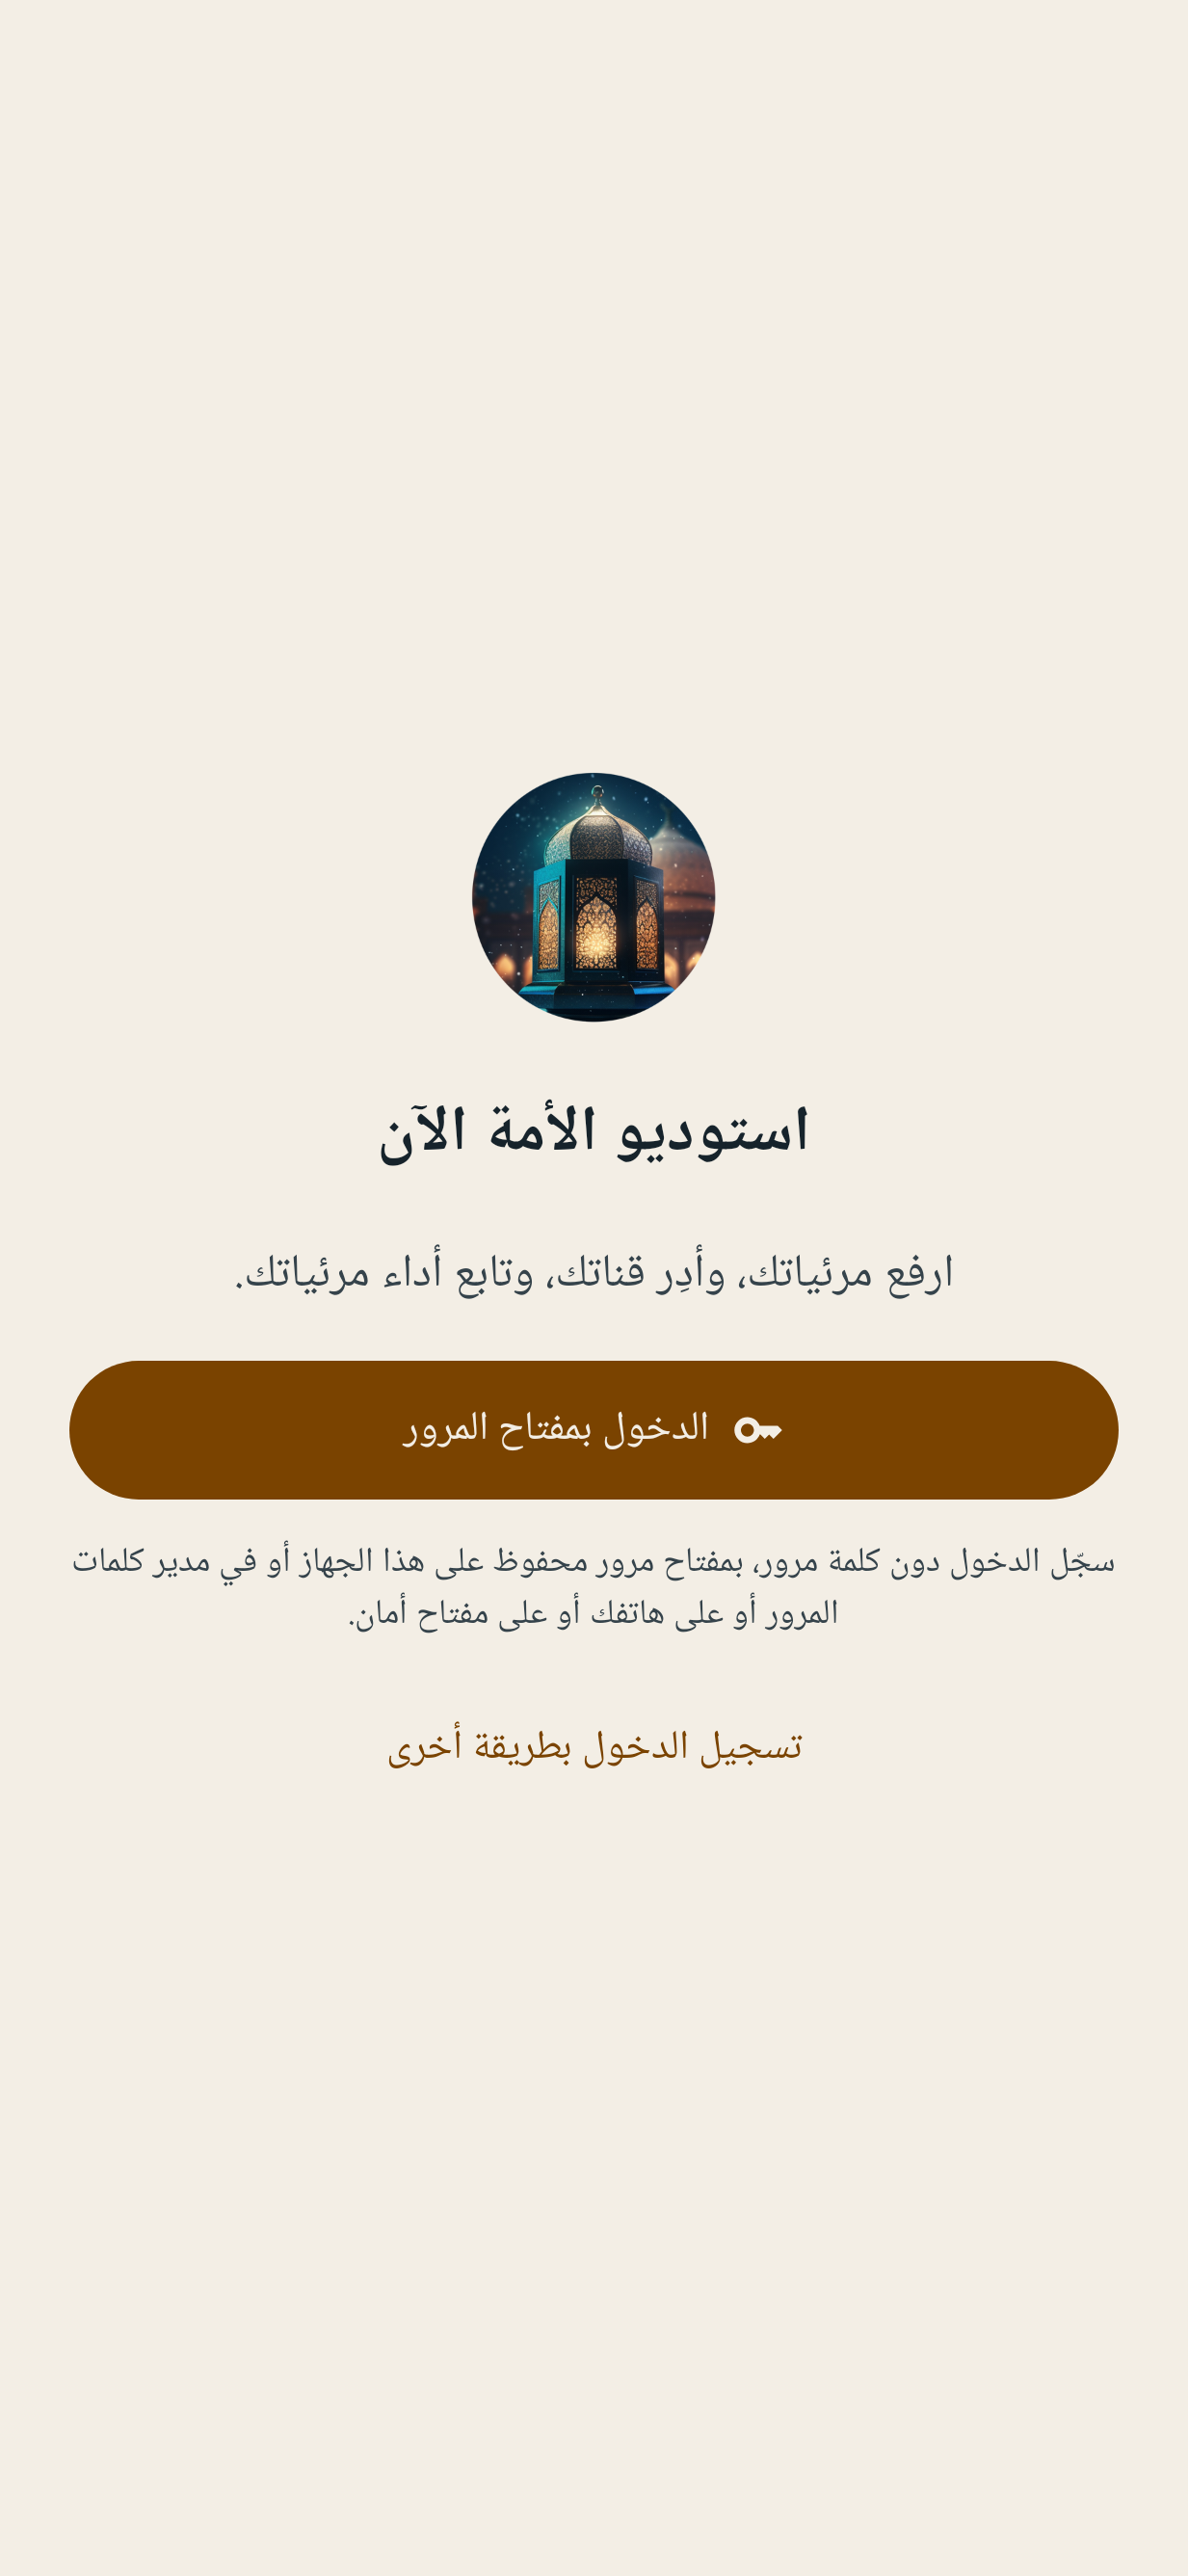 استوديو الأمة الآن
ارفع مرئياتك، وأدِر قناتك، وتابع أداء مرئياتك.
الدخول بمفتاح المرور
سجّل الدخول دون كلمة مرور، بمفتاح مرور محفوظ على هذا الجهاز أو في مدير كلمات
المرور أو على هاتفك أو على مفتاح أمان.
تسجيل الدخول بطريقة أخرى